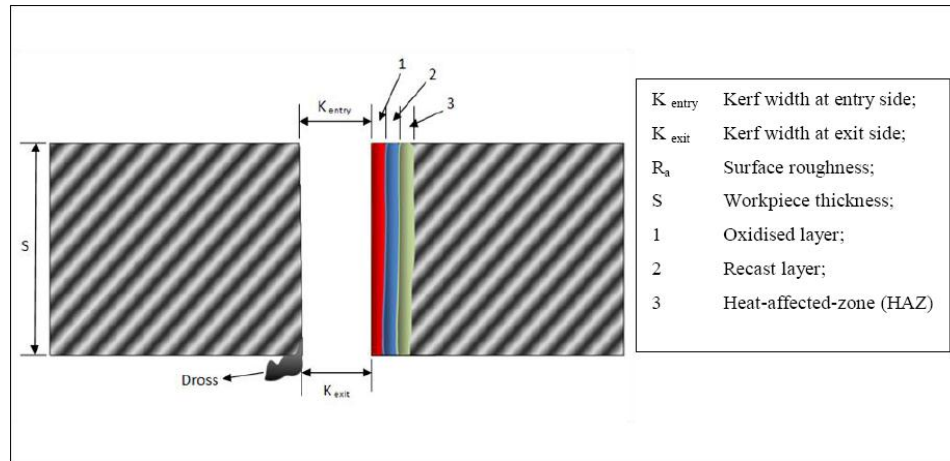 1
2
3
K entry
S
Dross
K exit
K entry Kerf width at entry side;
K exit Kerf width at exit side;
Ra Surface roughness;
S Workpiece thickness;
1 Oxidised layer;
2 Recast layer;
3 Heat-affected-zone (HAZ)